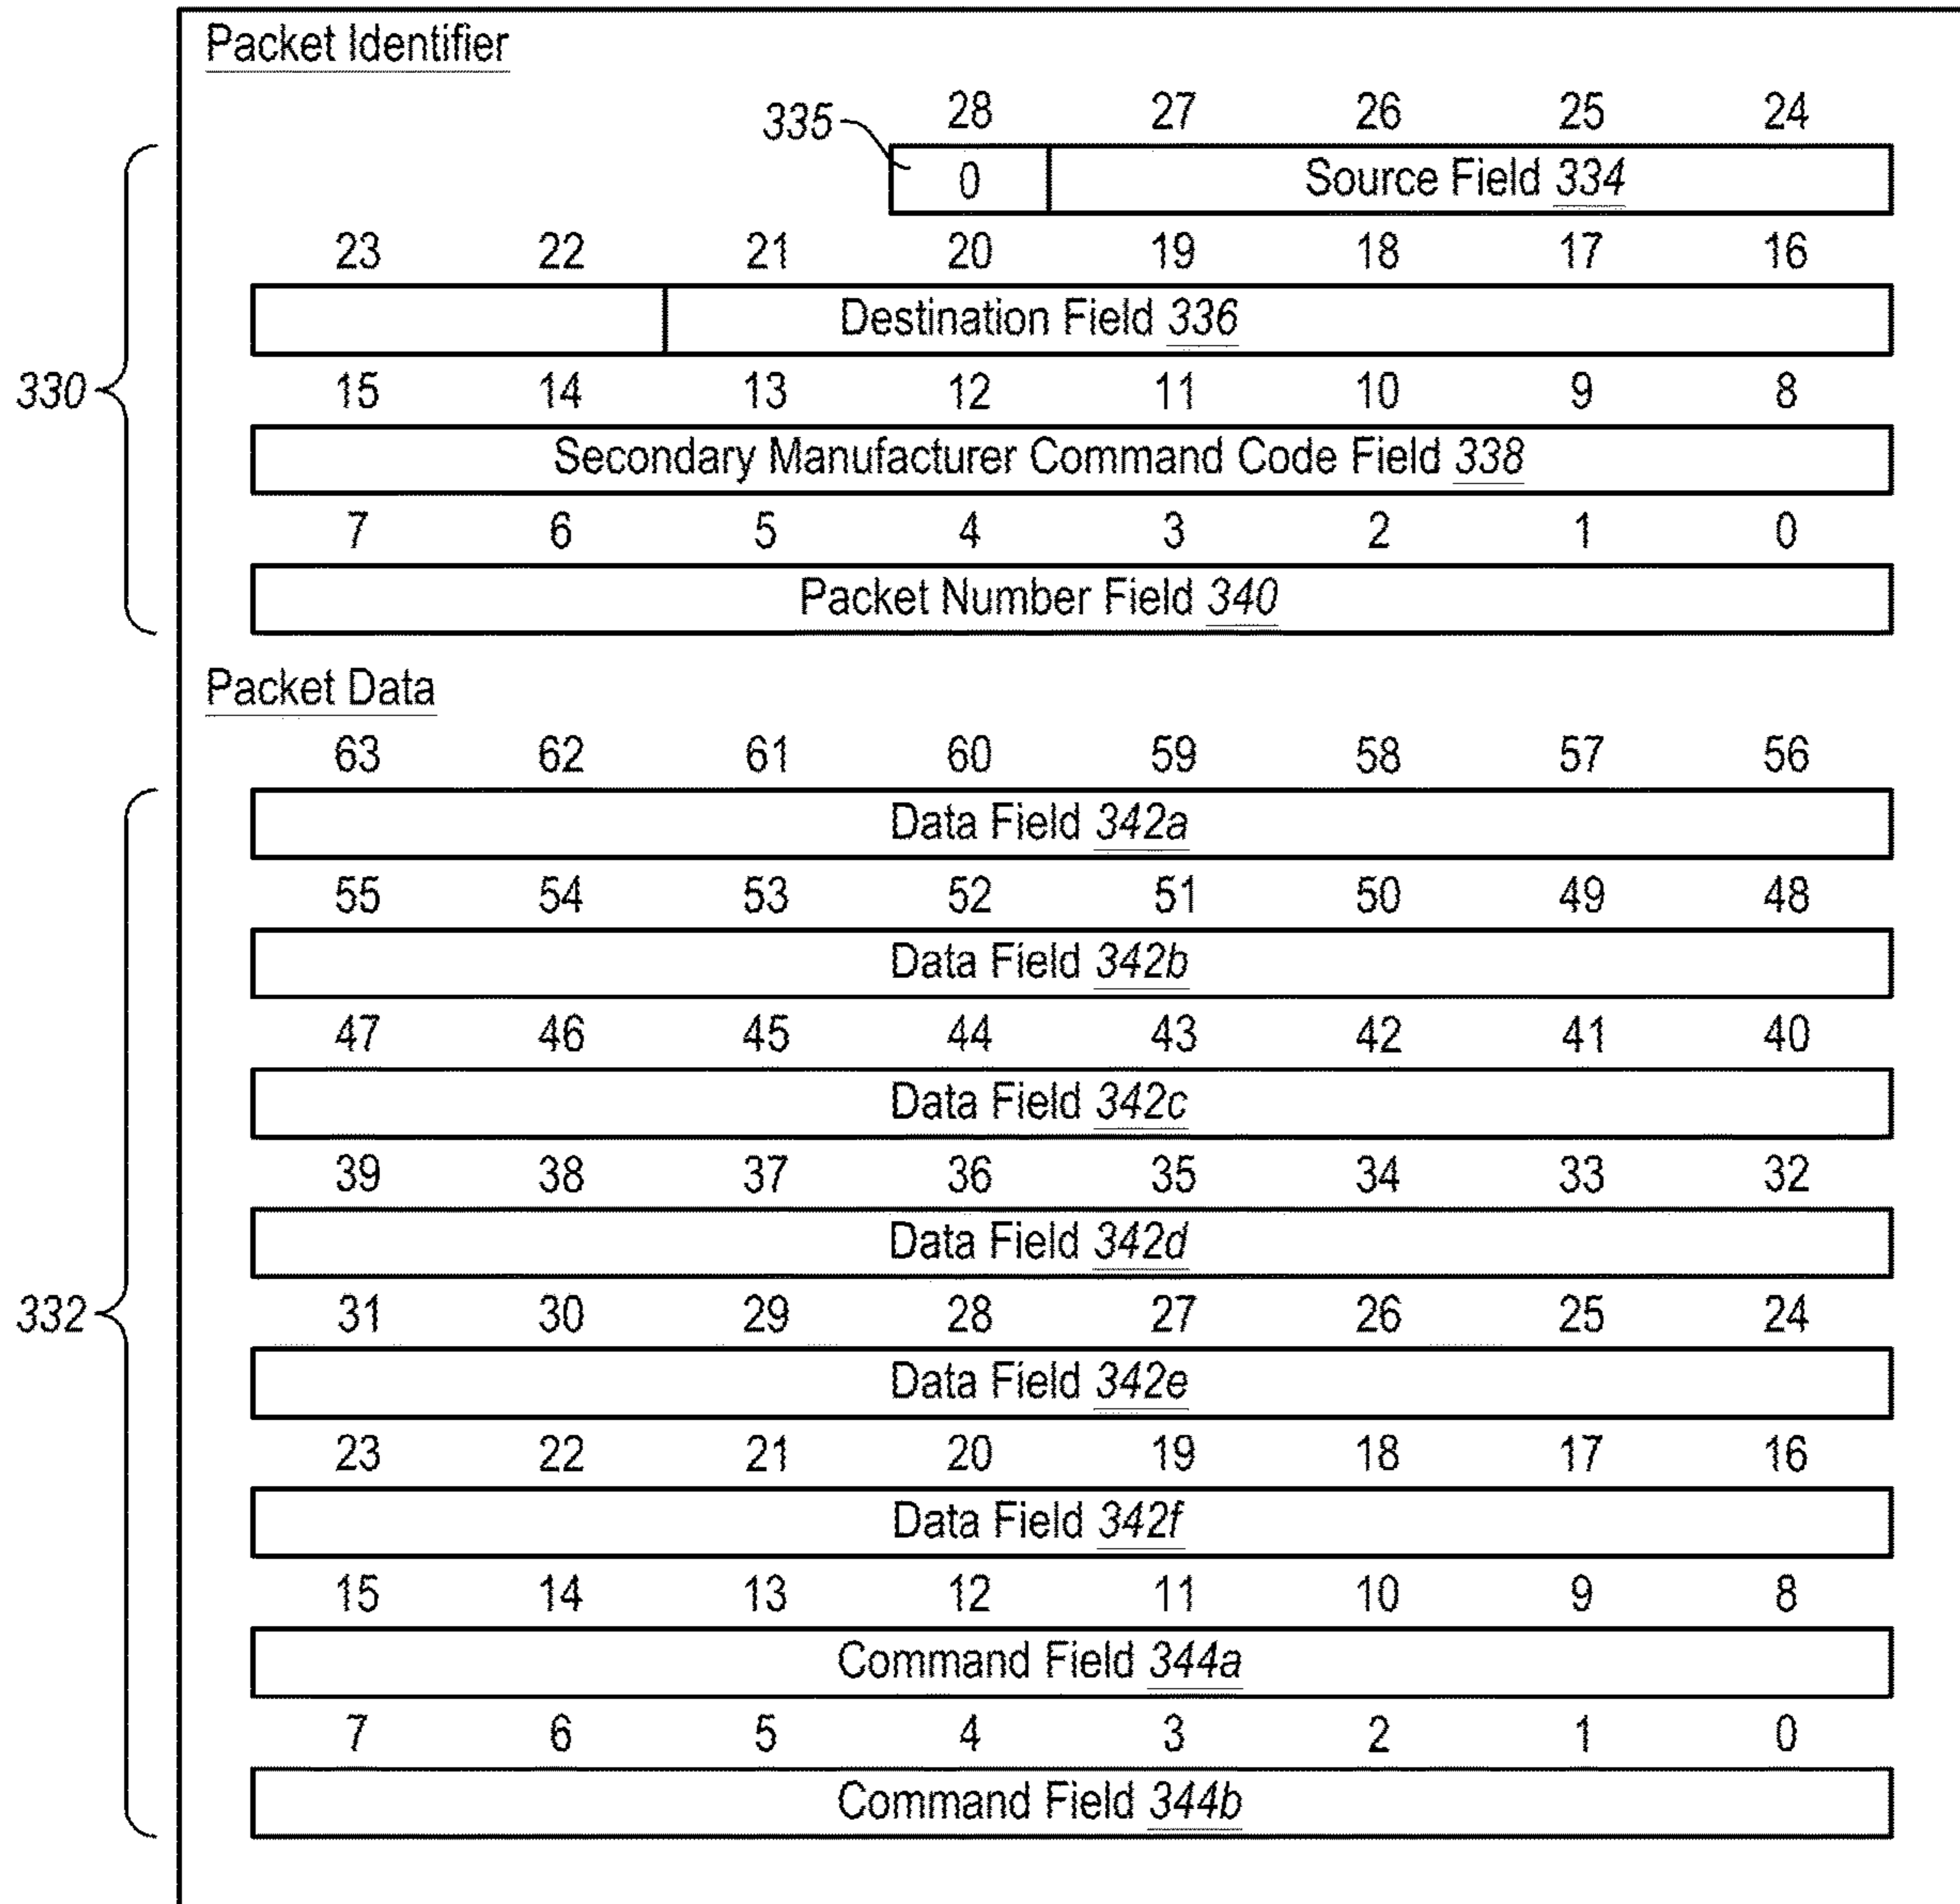 Packet Identifier
335 28 27 26 25 24
0 Source Field 334
23 22 21 20 19 18 17 16
Destination Field 336
330 15 14 13 12 11 10 9 8
Secondary Manufacturer Command Code Field 338
7 6 5 4 3 2 1 0
Packet Number Field 340
Packet Data
63 62 61 60 59 58 57 56
Data Field 342a
55 54 53 52 51 50 49 48
Data Field 342b
47 46 45 44 43 42 41 40
Data Field 342c
39 38 37 36 35 34 33 32
Data Field 342d
332 31 30 29 28 27 26 25 24
Data Field 342e
23 22 21 20 19 18 17 16
Data Field 342f
15 14 13 12 11 10 9 8
Command Field 344a
7 6 5 4 3 2 1 0
Command Field 344b